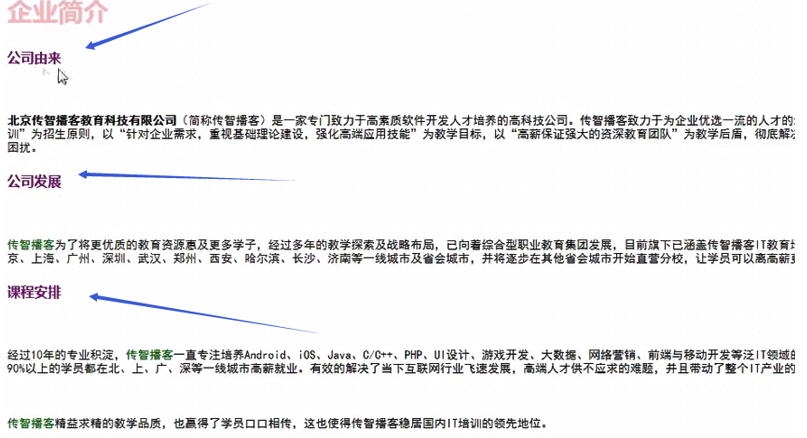 企业简介
公司由来
北京传智播客教育科技有限公司（简称传智播客）是一家专门致力于高素质软件开发人才培养的高科技公司。传智播客致力于为企业优选一流的人才的
训”为招生原则，以“针对企业需求，重视基础理论建设，强化高端应用技能”为教学目标，以“高薪保证强大的资深教育团队”为教学后盾，彻底解决
困扰。
公司发展
传智播客为了将更优质的教育资源惠及更多学子，经过多年的教学探索及战略布局，已向着综合型职业教育集团发展，目前旗下已涵盖传智播客IT教育
京、上海、广州、深圳、武汉、郑州、西安、哈尔滨、长沙、济南等一线城市及省会城市，并将逐步在其他省会城市开始直营分校，让学员可以离高薪
课程安排
经过10年的专业积淀，传智播客一直专注培养Android、iOS、Java、C/C++、PHP、UI设计、游戏开发、大数据、网络营销、前端与移动开发等泛IT领域
90%以上的学员都在北、上、广、深等一线城市高薪就业。有效的解决了当下互联网行业飞速发展，高端人才供不应求的难题，并且带动了整个IT产业的
传智播客精益求精的教学品质，也赢得了学员口口相传，这也使得传智播客稳居国内IT培训的领先地位。